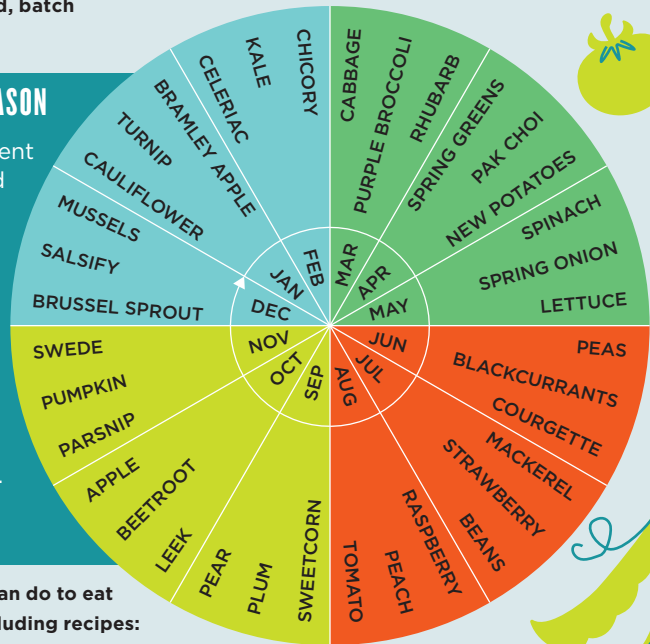 d, batch
ASON
ent
d
CABBAGE
PURPLE BROCCOLI
RHUBARB
SPRING GREENS
PAK CHOI
NEW POTATOES
SPINACH
SPRING ONION
LETTUCE
PEAS
BLACKCURRANTS
COURGETTE
MACKEREL
STRAWBERRY
BEANS
RASPBERRY
PEACH
TOMATO
SWEETCORN
PLUM
PEAR
LEEK
BEETROOT
APPLE
PARSNIP
PUMPKIN
SWEDE
BRUSSEL SPROUT
SALSIFY
MUSSELS
CAULIFLOWER
TURNIP
BRAMLEY APPLE
CELERIAC
KALE
CHICORY
JAN
FEB
MAR
APR
MAY
JUN
JUL
AUG
SEP
OCT
NOV
DEC
.
an do to eat
luding recipes: